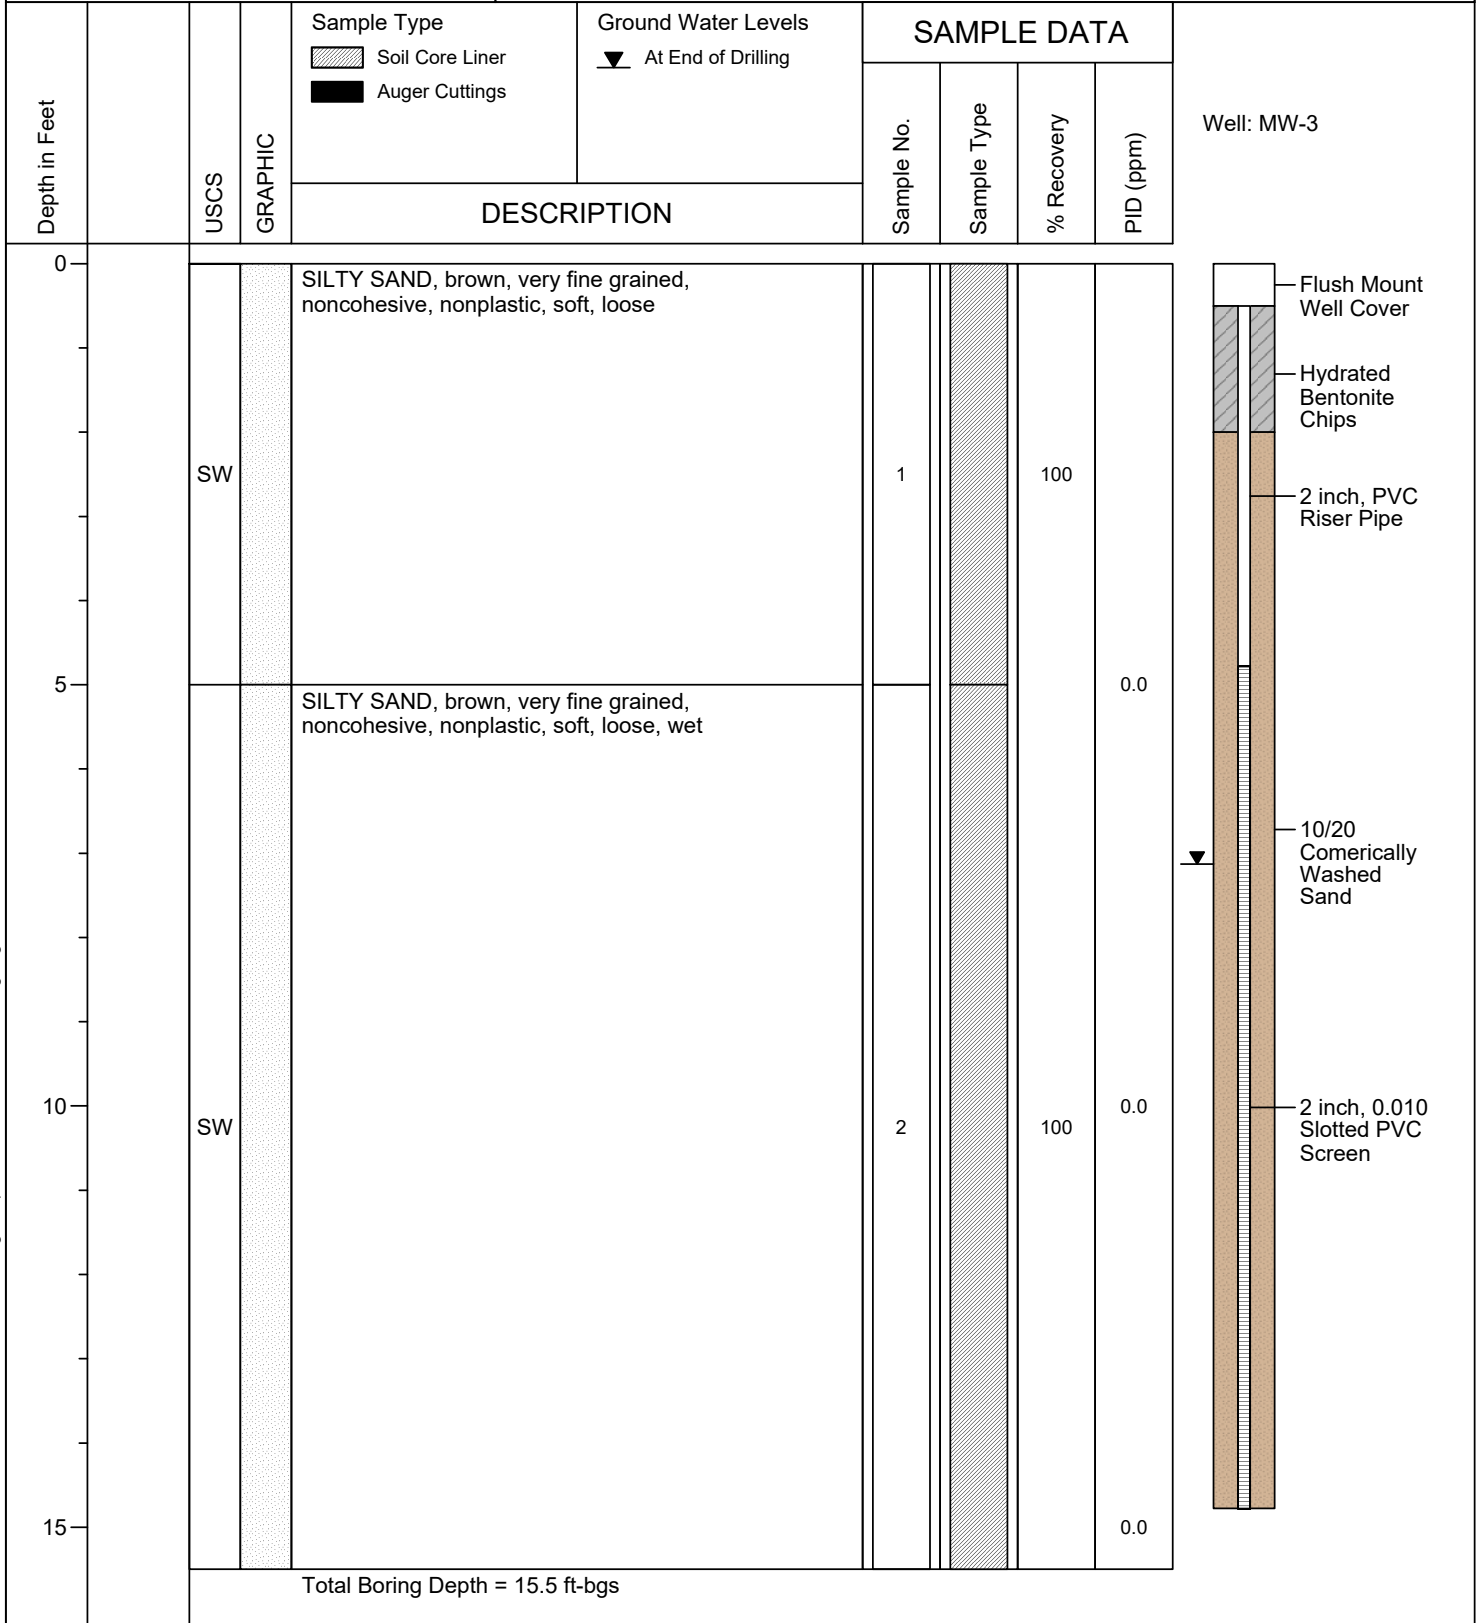 Sample Type
Soil Core Liner
Auger Cuttings
Ground Water Levels
At End of Drilling
SAMPLE DATA
Depth in Feet
USCS
GRAPHIC
DESCRIPTION
Sample No.
Sample Type
% Recovery
PID (ppm)
Well: MW-3
0
SILTY SAND, brown, very fine grained,
noncohesive, nonplastic, soft, loose
Flush Mount
Well Cover
Hydrated
Bentonite
Chips
SW
1
100
2 inch, PVC
Riser Pipe
5
0.0
SILTY SAND, brown, very fine grained,
noncohesive, nonplastic, soft, loose, wet
10/20
Comerically
Washed
Sand
10
0.0
SW
2
100
2 inch, 0.010
Slotted PVC
Screen
15
0.0
Total Boring Depth = 15.5 ft-bgs